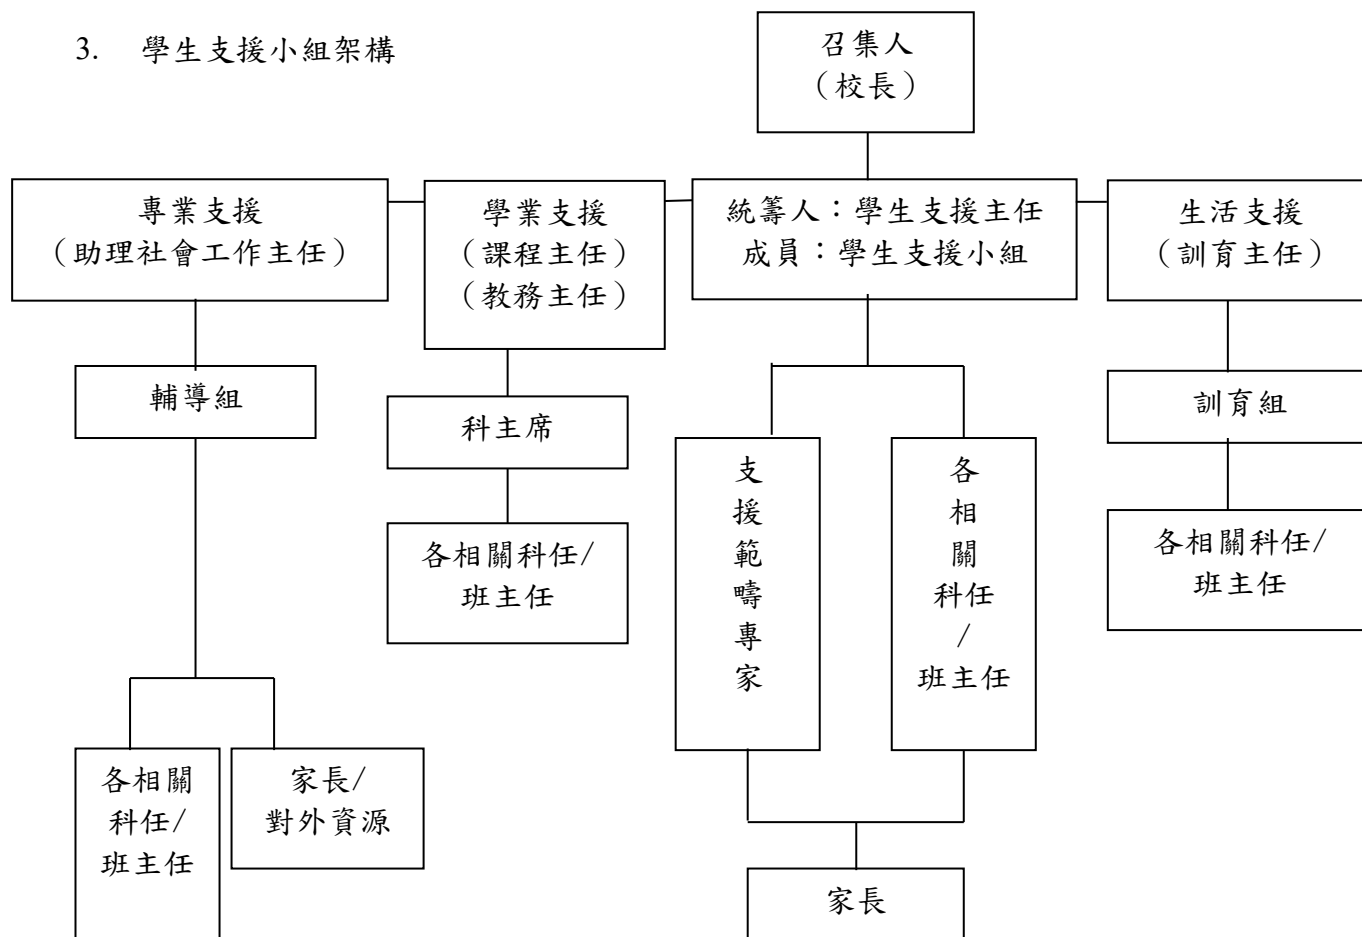 3. 學生支援小組架構
召集人
（校長）
專業支援
（助理社會工作主任）
學業支援
（課程主任）
（教務主任）
統籌人：學生支援主任
成員：學生支援小組
生活支援
（訓育主任）
輔導組
科主席
各相關科任/
班主任
支
援
範
疇
專
家
各
相
關
科任
/
班主任
訓育組
各相關科任/
班主任
各相關
科任/
班主任
家長/
對外資源
家長